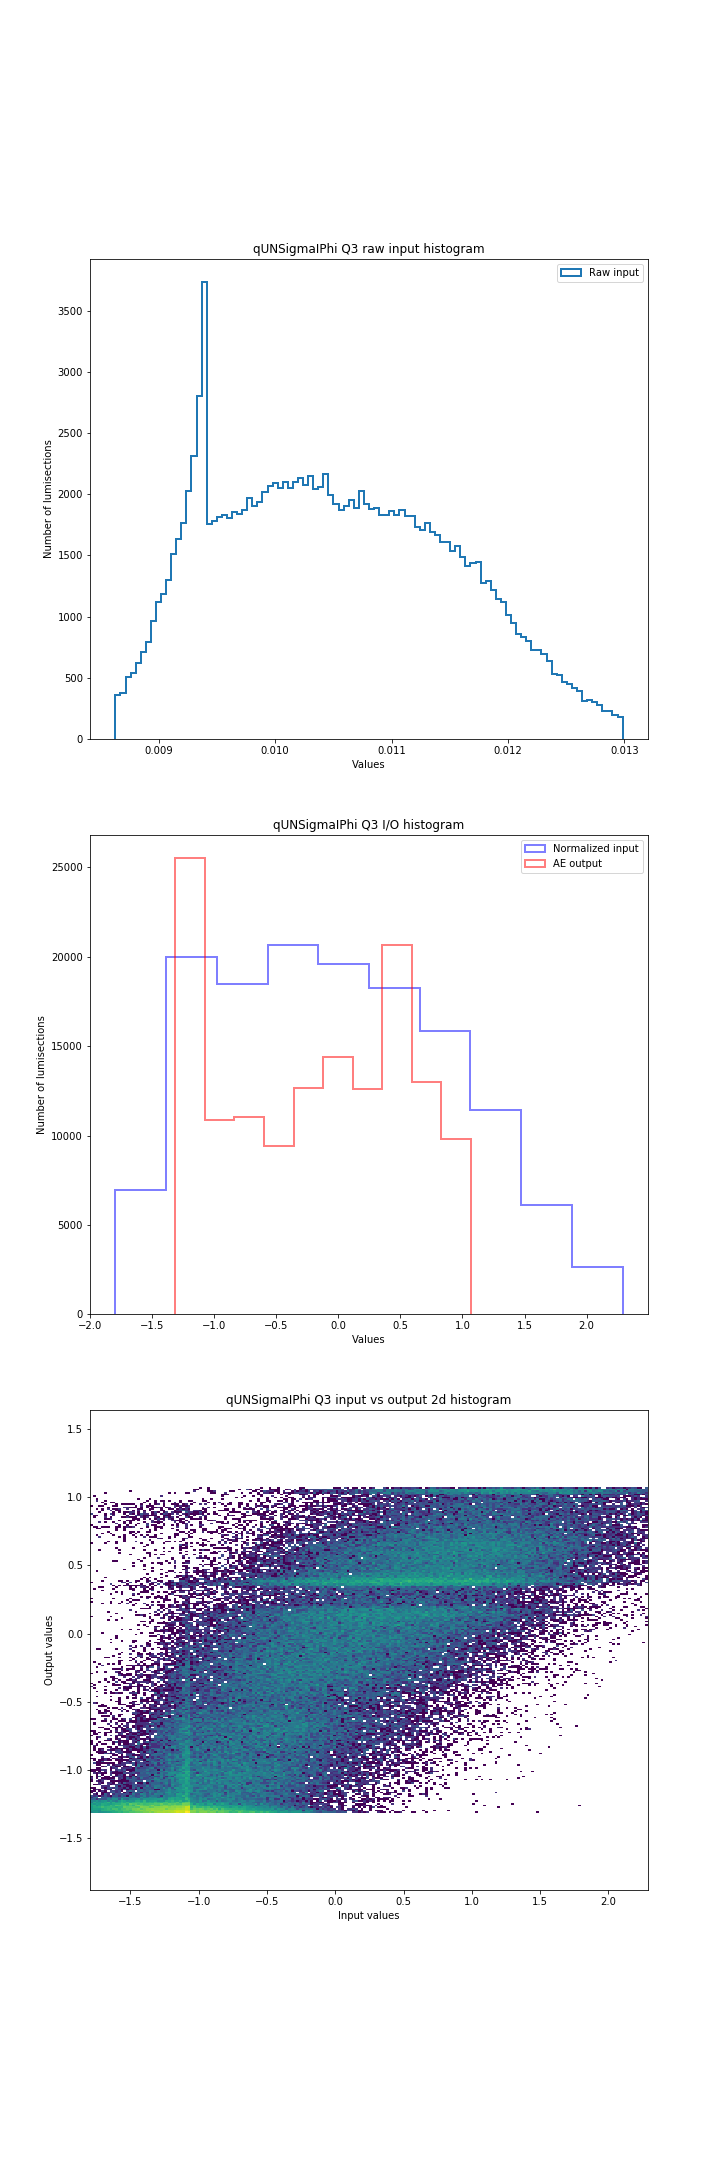 qUNSigmaIPhi Q3 raw input histogram
Raw input
3500
3000
2500
2000
1500
1000
500
0
Number of lumisections
0.009 0.010 0.011 0.012 0.013
Values
qUNSigmaIPhi Q3 I/O histogram
Normalized input
AE output
25000
20000
15000
10000
5000
0
Number of lumisections
−2.0 −1.5 −1.0 −0.5 0.0 0.5 1.0 1.5 2.0
Values
qUNSigmaIPhi Q3 input vs output 2d histogram
1.5
1.0
0.5
0.0
−0.5
−1.0
−1.5
Output values
−1.5 −1.0 −0.5 0.0 0.5 1.0 1.5 2.0
Input values